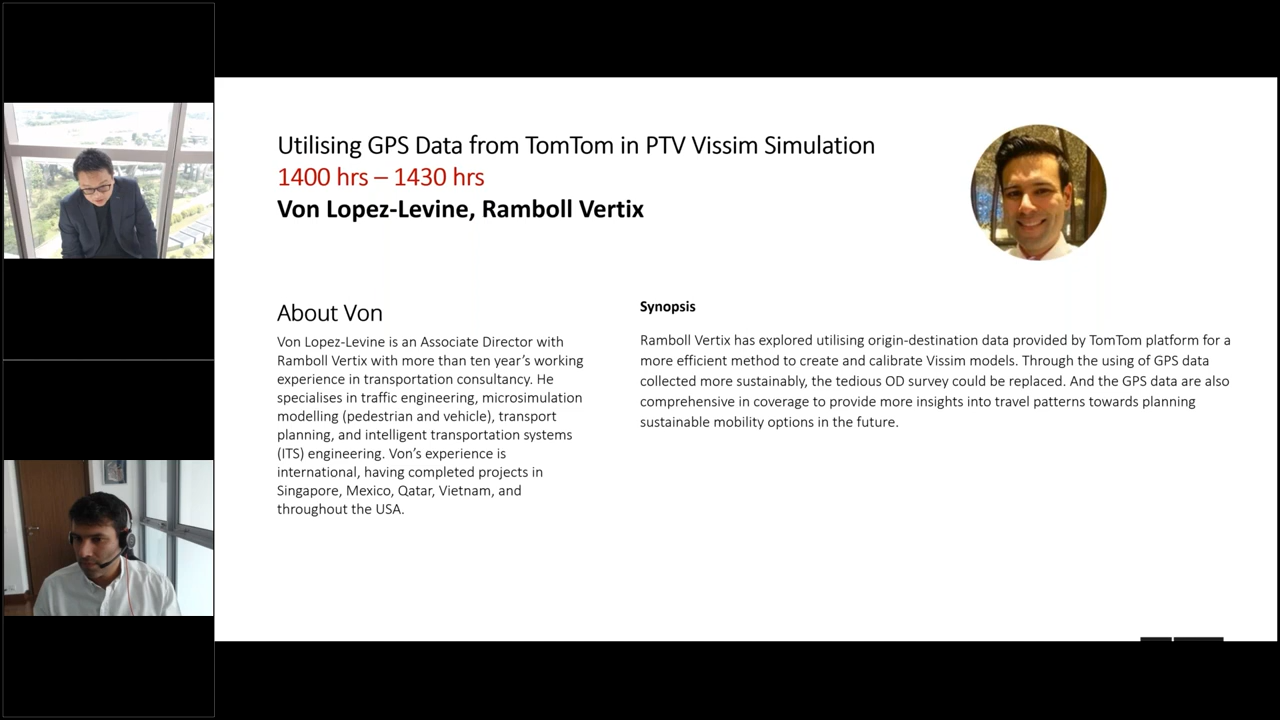 Utilising GPS Data from TomTom in PTV Vissim Simulation
1400 hrs – 1430 hrs
Von Lopez-Levine, Ramboll Vertix
About Von
Von Lopez-Levine is an Associate Director with
Ramboll Vertix with more than ten year’s working
experience in transportation consultancy. He
specialises in traffic engineering, microsimulation
modelling (pedestrian and vehicle), transport
planning, and intelligent transportation systems
(ITS) engineering. Von’s experience is
international, having completed projects in
Singapore, Mexico, Qatar, Vietnam, and
throughout the USA.
Synopsis
Ramboll Vertix has explored utilising origin-destination data provided by TomTom platform for a
more efficient method to create and calibrate Vissim models. Through the using of GPS data
collected more sustainably, the tedious OD survey could be replaced. And the GPS data are also
comprehensive in coverage to provide more insights into travel patterns towards planning
sustainable mobility options in the future.